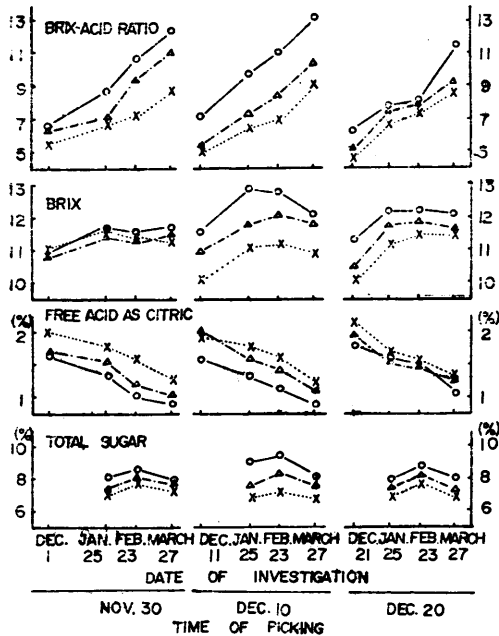 BRIX-ACID RATIO
13 13
11 11
9 9
7 7
5 5
BRIX
13 13
12 12
11 11
10 10
FREE ACID AS CITRIC
(%) (%)
2 2
1 1
TOTAL SUGAR
(%) (%)
10 10
8 8
6 6
DEC. JAN. FEB. MARCH DEC. JAN. FEB. MARCH DEC. JAN. FEB. MARCH
1 25 23 27 11 25 23 27 21 25 23 27
DATE OF INVESTIGATION
NOV. 30 DEC. 10 DEC. 20
TIME OF PICKING